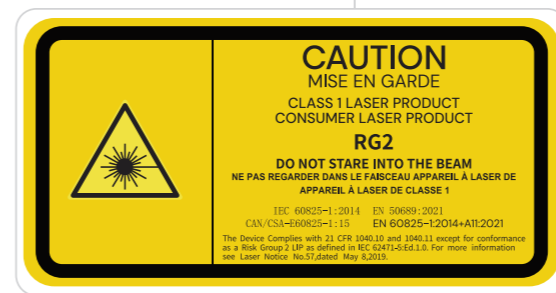 CAUTION
MISE EN GARDE
CLASS 1 LASER PRODUCT
CONSUMER LASER PRODUCT
RG2
DO NOT STARE INTO THE BEAM
NE PAS REGARDER DANS LE FAISCEAU APPAREIL À LASER DE
APPAREIL À LASER DE CLASSE 1
IEC 60825-1:2014 EN 50689:2021
CAN/CSA-E60825-1:15 EN 60825-1:2014+A11:2021
The Device Complies with 21 CFR 1040.10 and 1040.11 except for conformance
as a Risk Group 2 LIP as defined in IEC 62471-5:Ed.1.0. For more information
see Laser Notice No.57,dated May 8,2019.